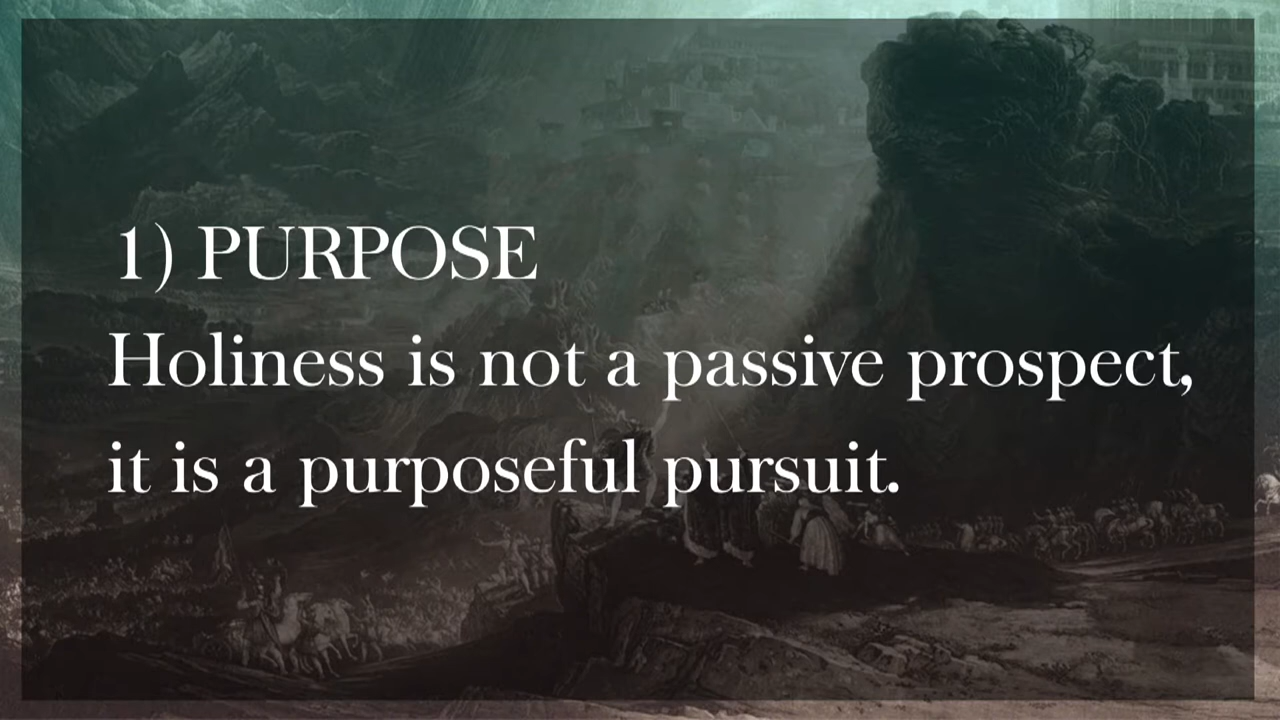 1) PURPOSE
Holiness is not a passive prospect,
it is a purposeful pursuit.